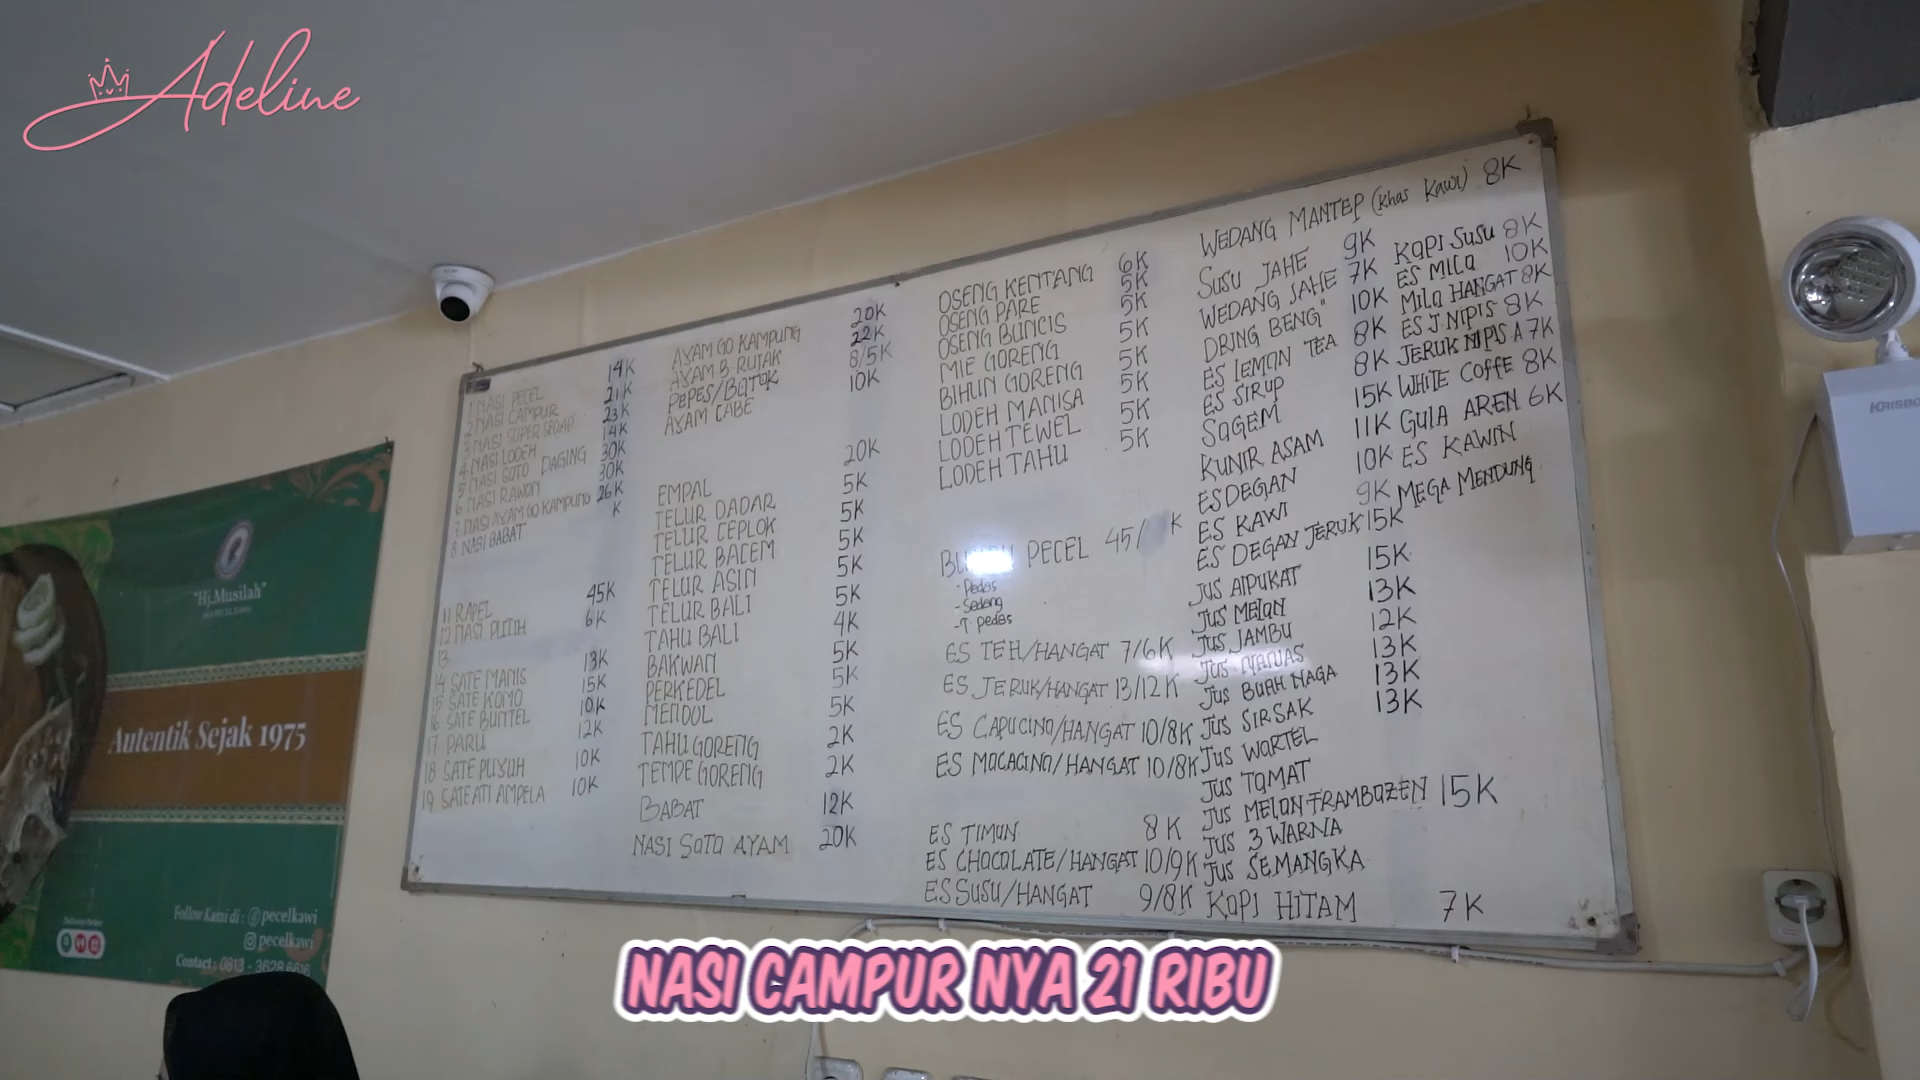 Adeline
1 NASI PECEL 14K
2 NASI CAMPUR 21K
3 NASI SUPER SEDAP 23K
4 NASI LODEH 14K
5 NASI SOTO DAGING 30K
6 NASI RAWON 30K
7 NASI AYAM GO KAMPUNG 26K
8 NASI BABAT K
11 RAPEL 45K
12 NASI PUTIH 6K
13
14 SATE MANIS 13K
15 SATE KOMO 15K
16 SATE BUNTEL 10K
17 PARU 12K
18 SATE PUYUH 10K
19 SATE ATI AMPELA 10K
AYAM GO KAMPUNG 20K
AYAM B RUJAK 22K
PEPES/BOTOK 8/5K
AYAM CABE 10K
EMPAL 20K
TELUR DADAR 5K
TELUR CEPLOK 5K
TELUR BACEM 5K
TELUR ASIN 5K
TELUR BALI 5K
TAHU BALI 4K
BAKWAN 5K
PERKEDEL 5K
MENDOL 5K
TAHU GORENG 2K
TEMPE GORENG 2K
BABAT 12K
NASI SOTO AYAM 20K
OSENG KENTANG 6K
OSENG PARE 5K
OSENG BUNCIS 5K
MIE GORENG 5K
BIHUN GORENG 5K
LODEH MANISA 5K
LODEH TEWEL 5K
LODEH TAHU 5K
PECEL 45/ K
- Pedas
- Sedang
- T pedas
ES TEH/HANGAT 7/6K
ES JERUK/HANGAT 13/12K
ES CAPUCINO/HANGAT 10/8K
ES MOCACINO/HANGAT 10/8K
ES TIMUN 8K
ES CHOCOLATE/HANGAT 10/9K
ES SUSU/HANGAT 9/8K
WEDANG MANTEP (Khas Kawi) 8K
SUSU JAHE 9K
WEDANG JAHE 7K
DRING BENG" 10K
ES LEMON TEA 8K
ES SIRUP 8K
SOGEM 15K
KUNIR ASAM 11K
ES DEGAN 10K
ES KAWI 9K
ES DEGAN JERUK 15K
JUS ALPUKAT 15K
JUS MELON 13K
JUS JAMBU 12K
JUS NANAS 13K
JUS BUAH NAGA 13K
JUS SIRSAK 13K
JUS WORTEL
JUS TOMAT
JUS MELON FRAMBOZEN 15K
JUS 3 WARNA
JUS SEMANGKA
KOPI HITAM 7K
KOPI SUSU 8K
ES MILO 10K
MILO HANGAT 8K
ES J. NIPIS 8K
JERUK NIPIS A 7K
WHITE COFFE 8K
GULA AREN 6K
ES KAWIN
MEGA MENDUNG
"Hj.Musilah"
Autentik Sejak 1975
Follow Kami di : pecelkawi
pecelkawi
Contact : 0813 - 3628 6616
KRISBO
NASI CAMPUR NYA 21 RIBU